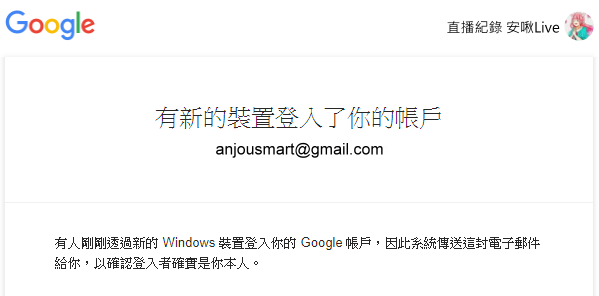 Google
直播紀錄 安啾Live
有新的裝置登入了你的帳戶
anjousmart@gmail.com
有人剛剛透過新的 Windows 裝置登入你的 Google 帳戶，因此系統傳送這封電子郵件
給你，以確認登入者確實是你本人。